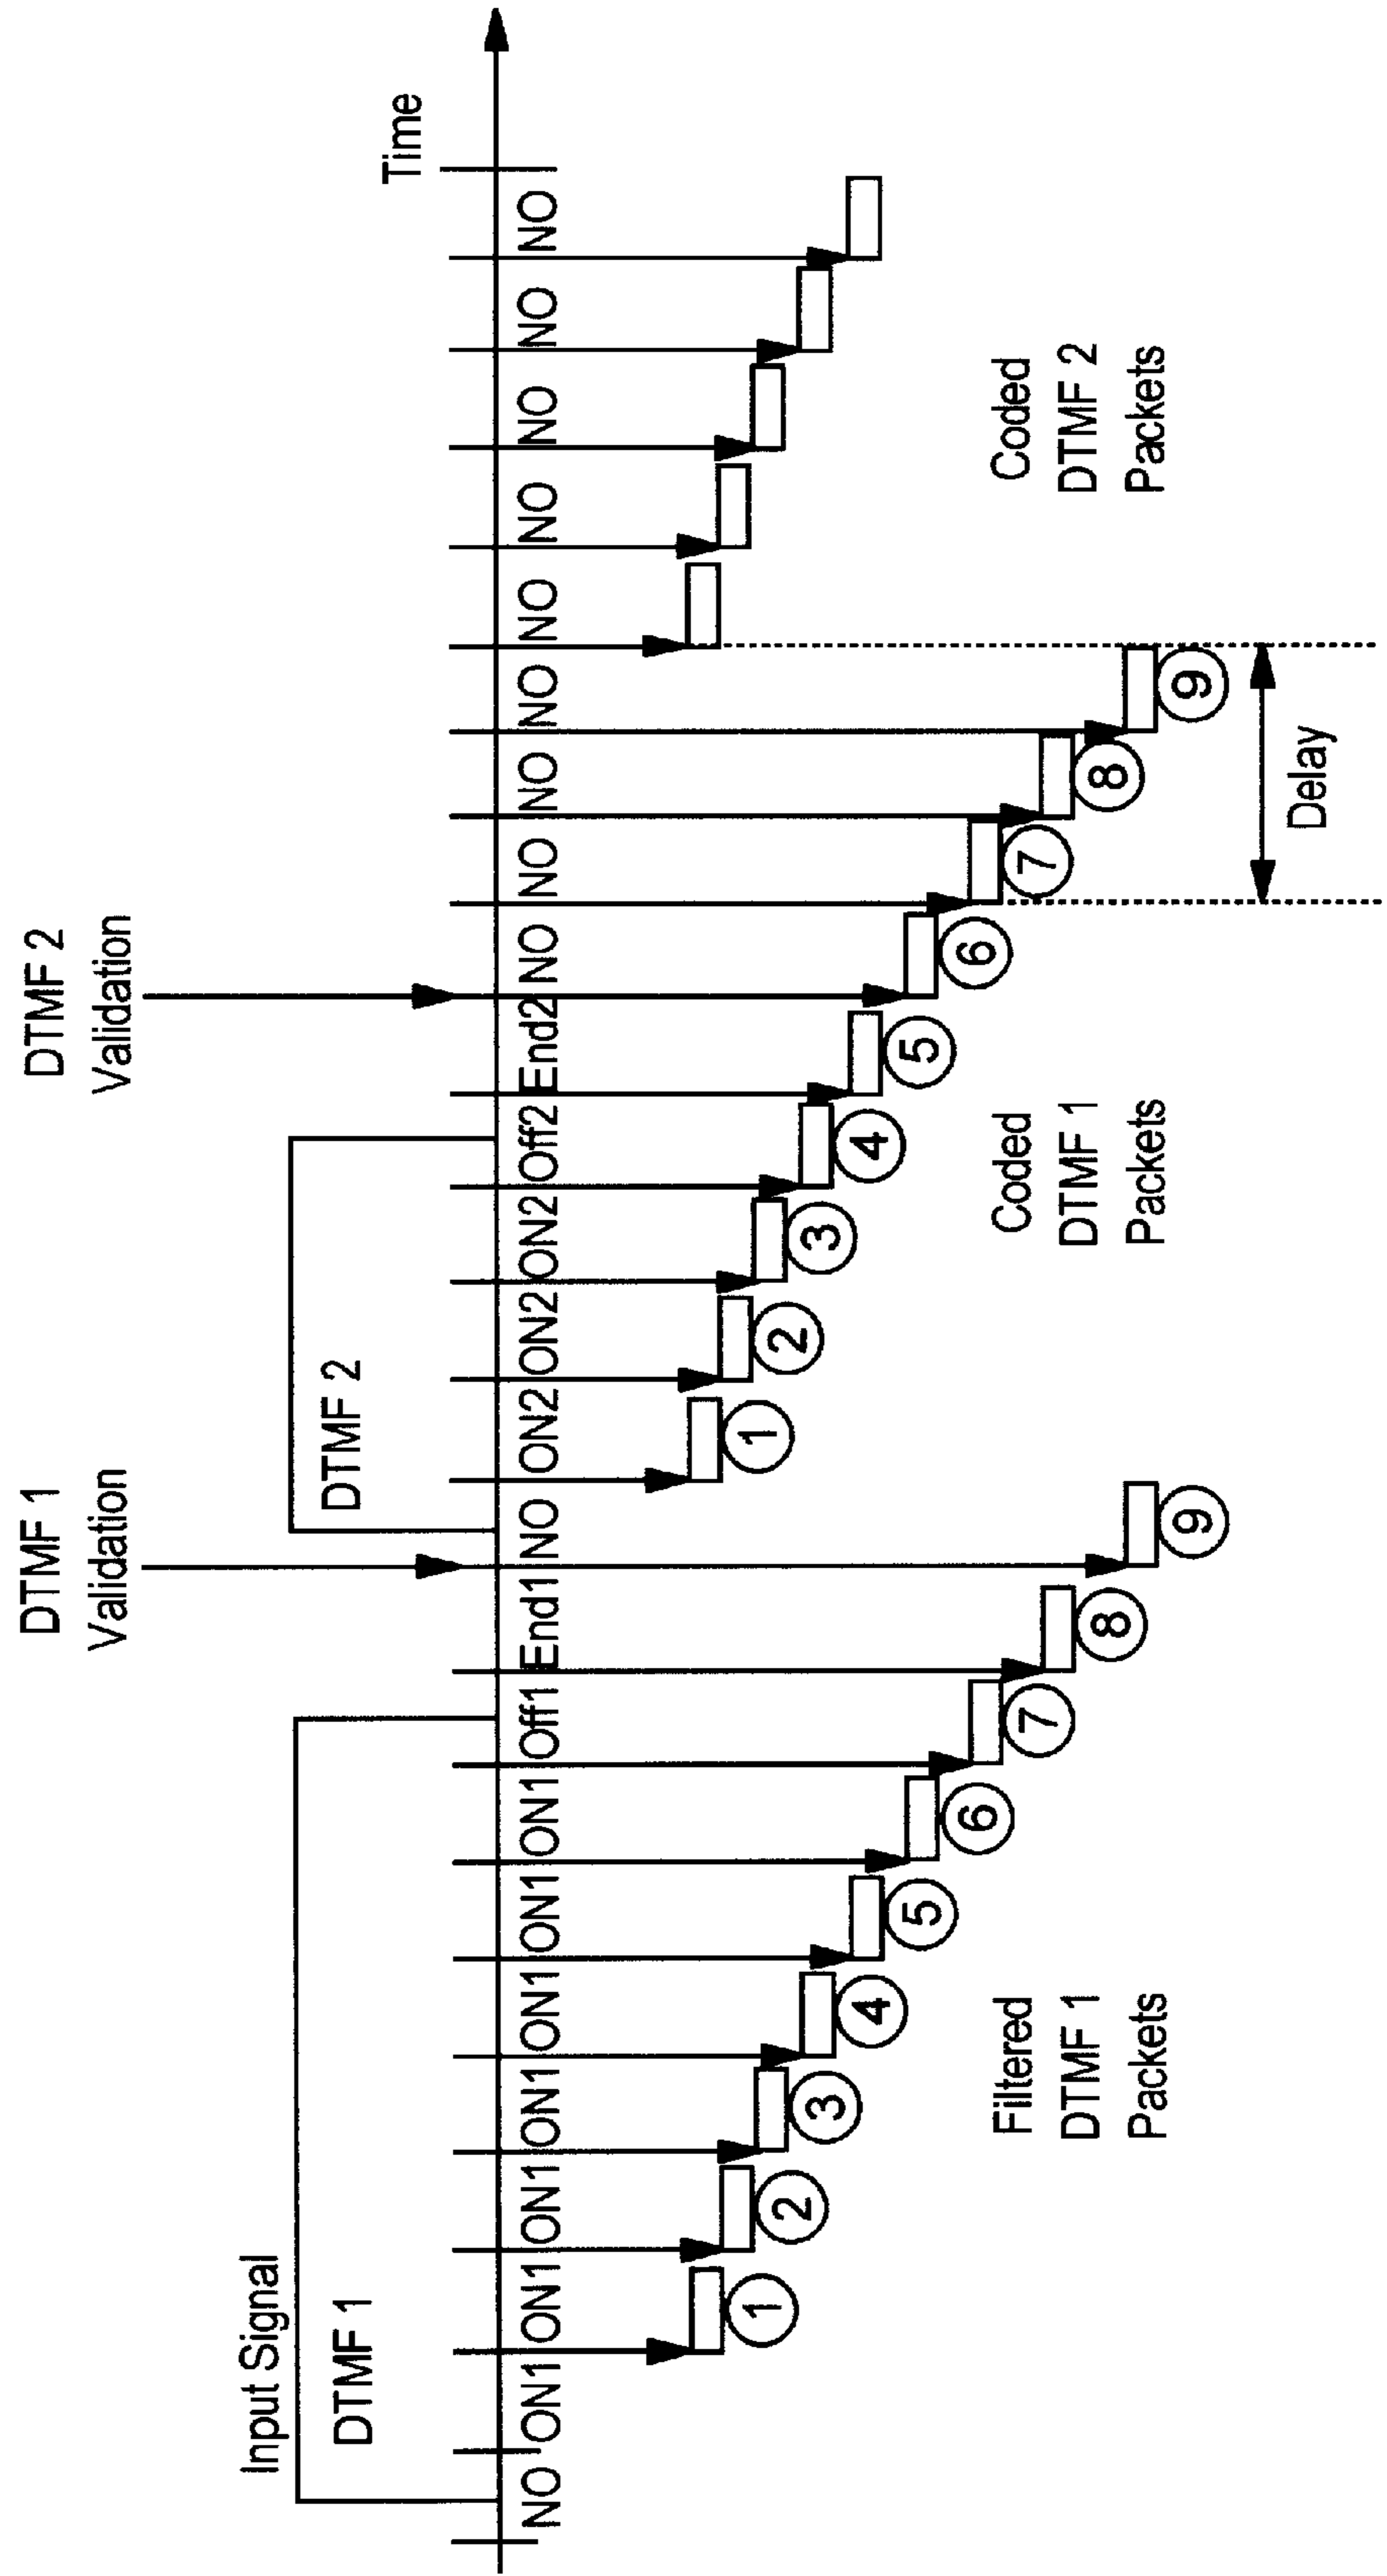 DTMF 1
Validation
DTMF 2
Validation
Input Signal
DTMF 1
DTMF 2
Time
NO ON1 ON1 ON1 ON1 ON1 ON1 ON1 Off1 End1 NO ON2 ON2 ON2 Off2 End2 NO NO NO NO NO NO NO NO NO
1
2
3
4
5
6
7
8
9
1
2
3
4
5
6
7
8
9
Filtered
DTMF 1
Packets
Coded
DTMF 1
Packets
Coded
DTMF 2
Packets
Delay